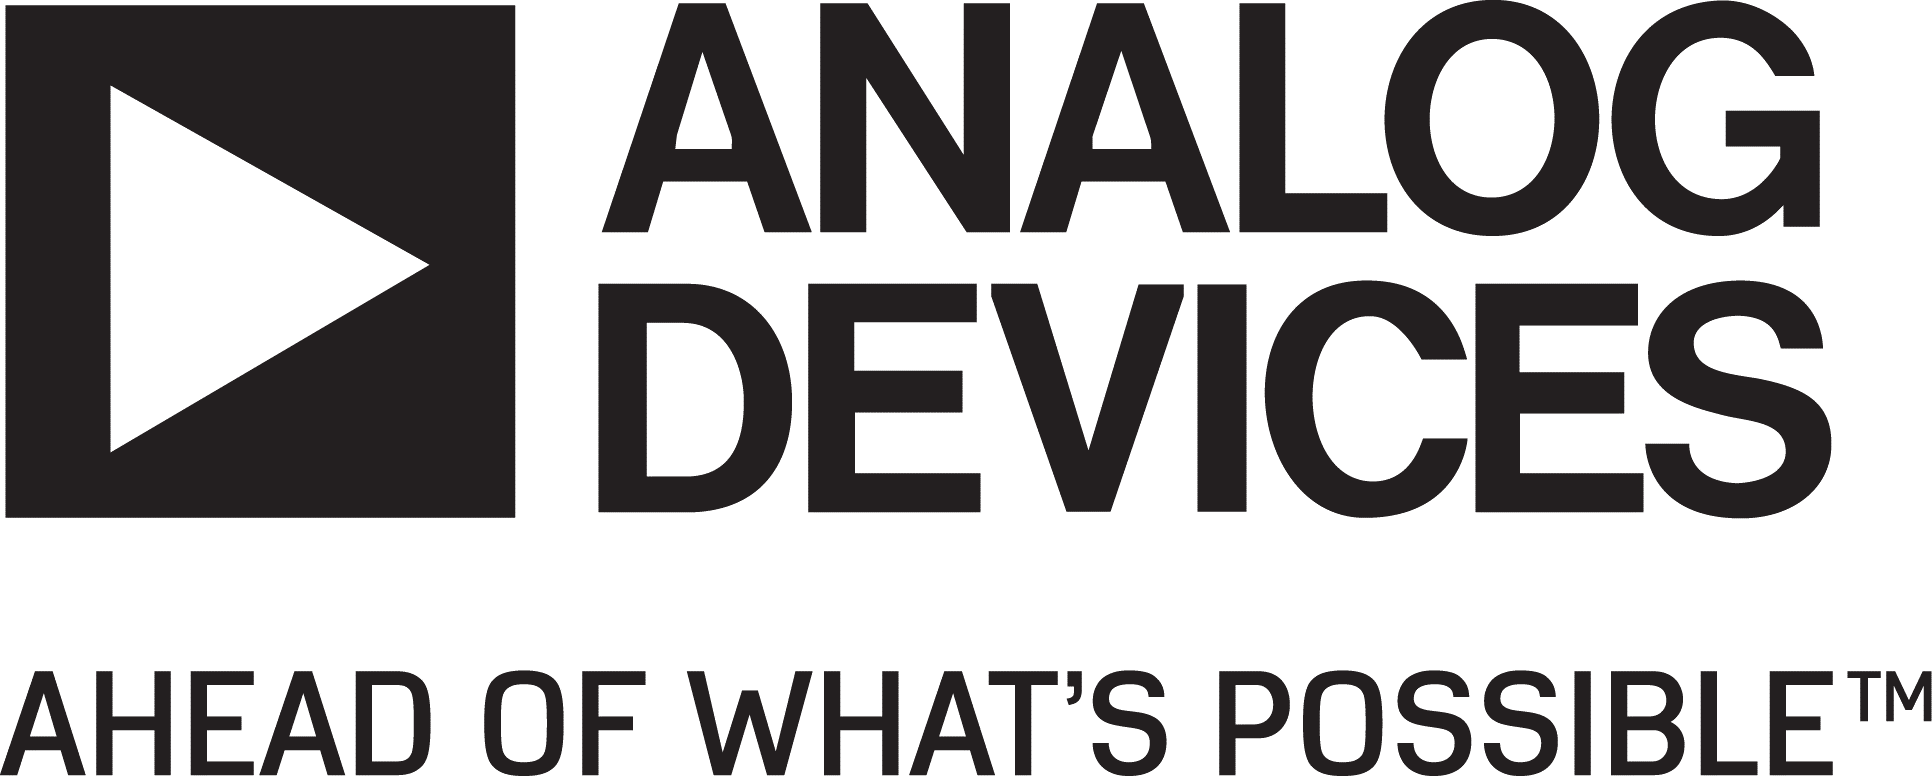 ANALOG
DEVICES
AHEAD OF WHAT'S POSSIBLE™